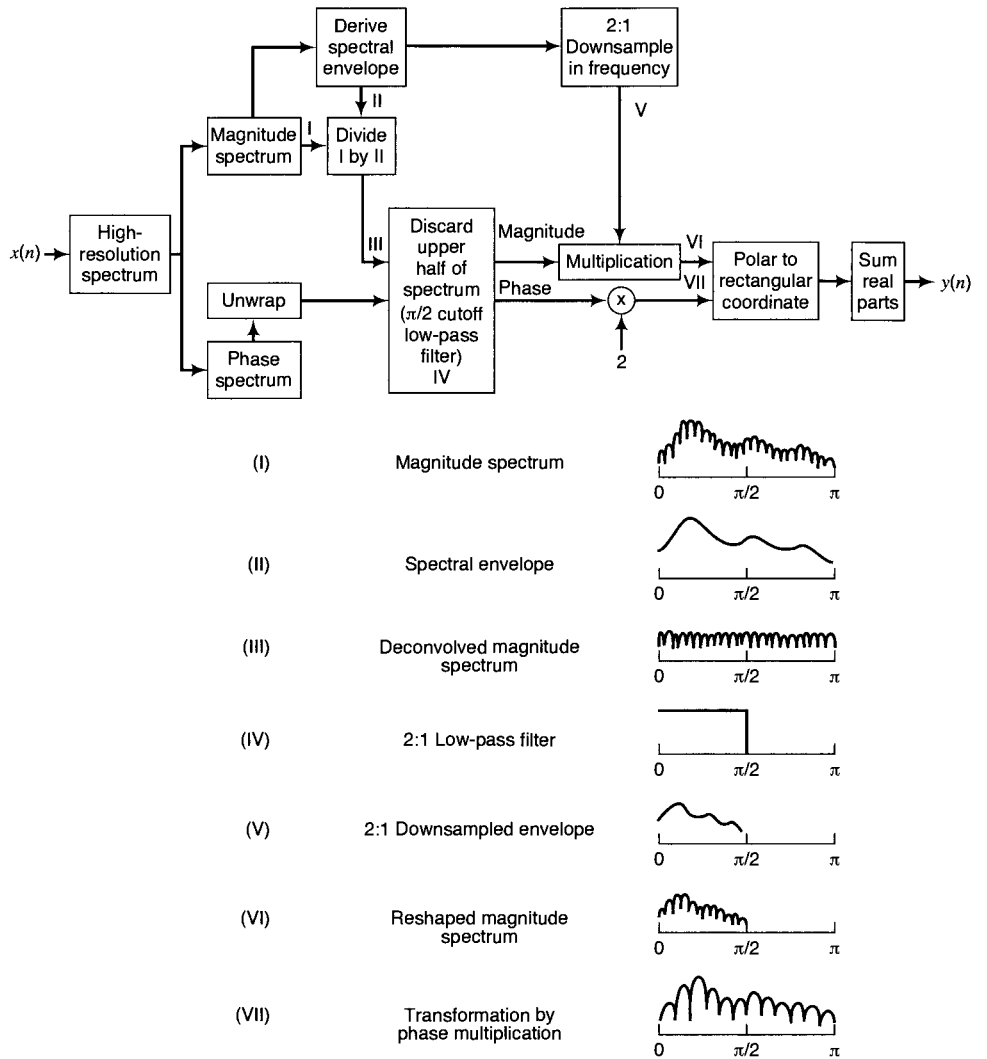 Derive
spectral
envelope
2:1
Downsample
in frequency
II
V
Magnitude
spectrum
I
Divide
I by II
High-
resolution
spectrum
x(n)
III
Discard
upper
half of
spectrum
(π/2 cutoff
low-pass
filter)
IV
Magnitude
Phase
Multiplication
VI
VII
Polar to
rectangular
coordinate
Sum
real
parts
y(n)
Unwrap
Phase
spectrum
x
2
(I) Magnitude spectrum
0 π/2 π
(II) Spectral envelope
0 π/2 π
(III) Deconvolved magnitude
spectrum
0 π/2 π
(IV) 2:1 Low-pass filter
0 π/2 π
(V) 2:1 Downsampled envelope
0 π/2 π
(VI) Reshaped magnitude
spectrum
0 π/2 π
(VII) Transformation by
phase multiplication
0 π/2 π